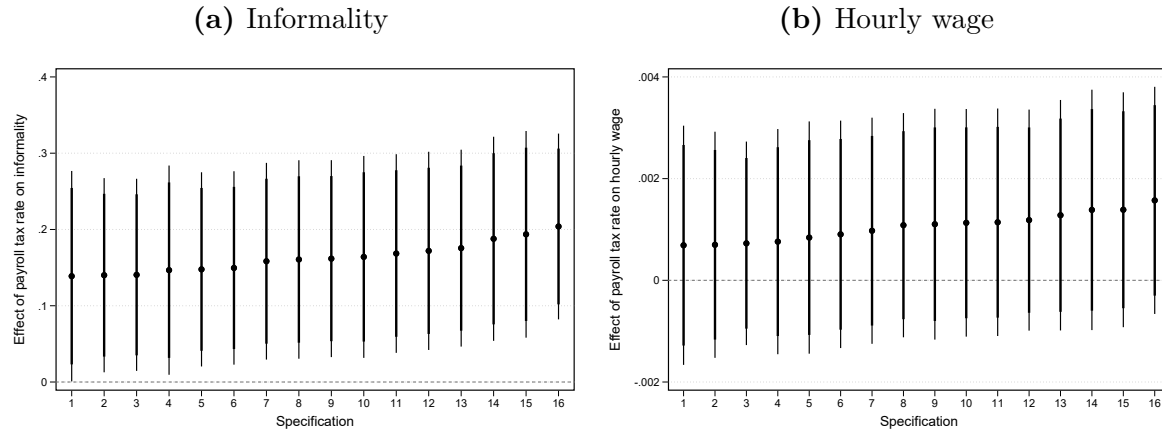 (a) Informality
Effect of payroll tax rate on informality
.4
.3
.2
.1
0
1 2 3 4 5 6 7 8 9 10 11 12 13 14 15 16
Specification
(b) Hourly wage
Effect of payroll tax rate on hourly wage
.004
.002
0
-.002
1 2 3 4 5 6 7 8 9 10 11 12 13 14 15 16
Specification